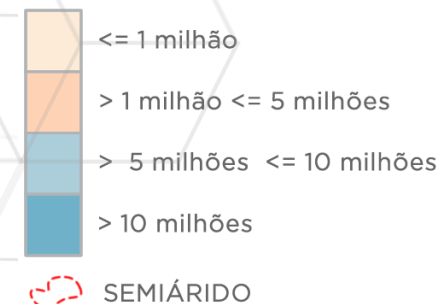 <= 1 milhão
> 1 milhão <= 5 milhões
> 5 milhões <= 10 milhões
> 10 milhões
SEMIÁRIDO